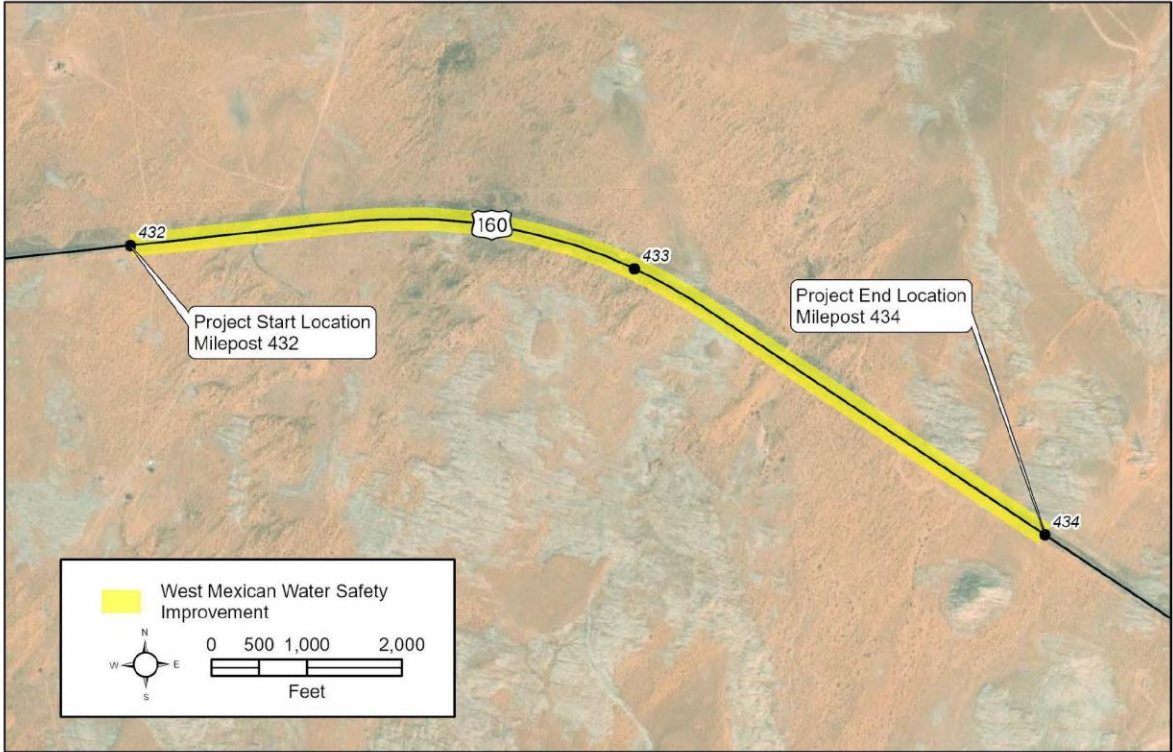 160
432
433
Project Start Location
Milepost 432
Project End Location
Milepost 434
434
West Mexican Water Safety
Improvement
N
W E
S
0 500 1,000 2,000
Feet